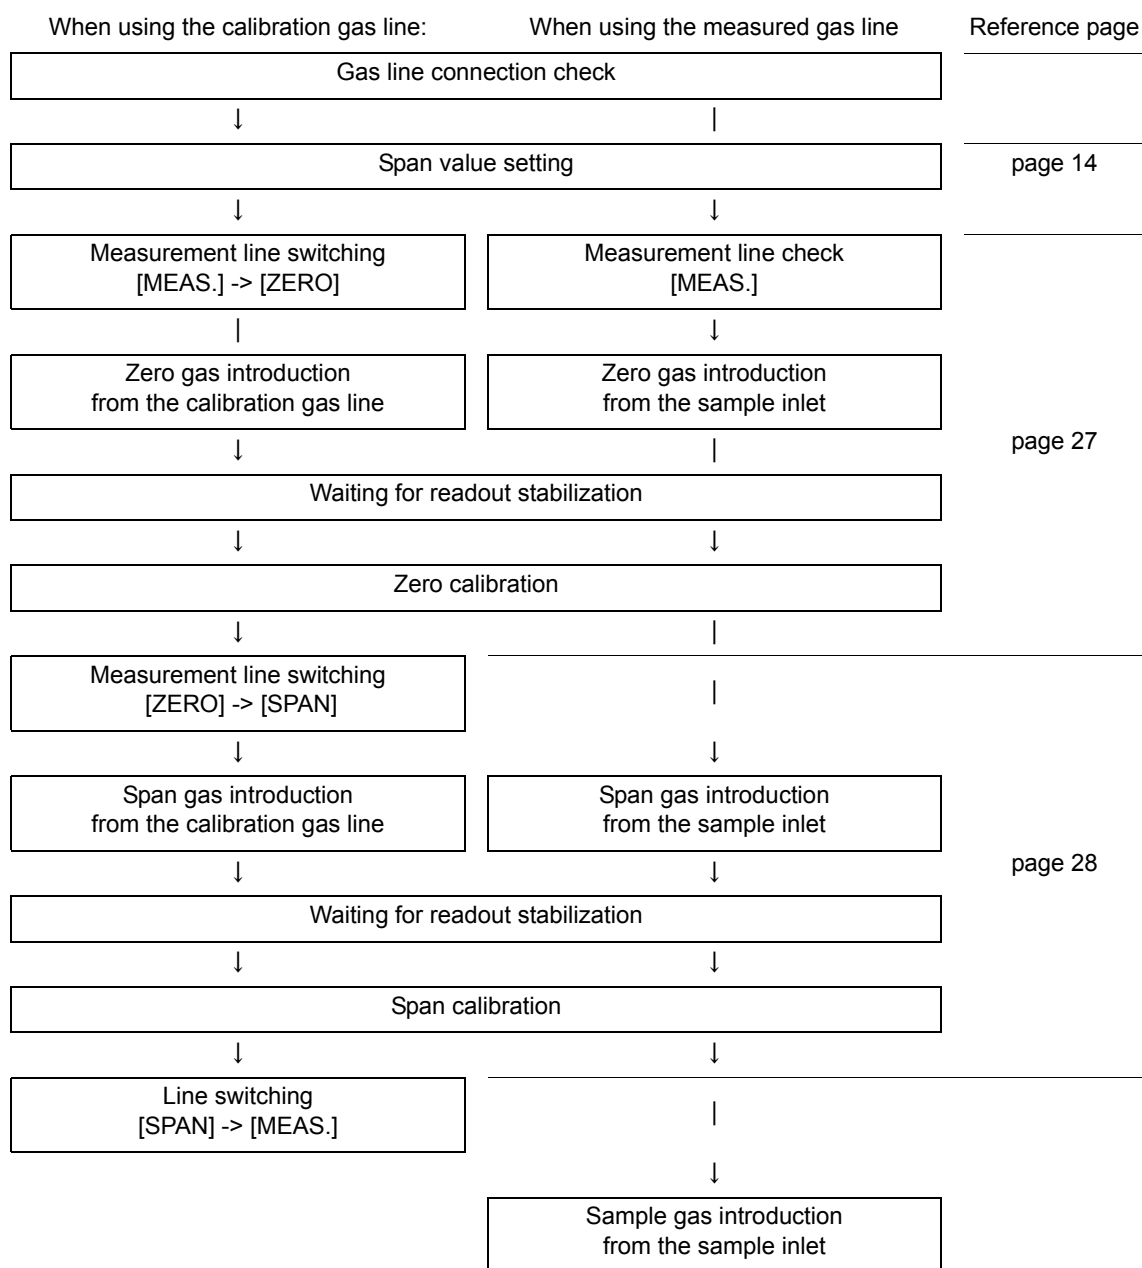 When using the calibration gas line: When using the measured gas line Reference page
Gas line connection check
↓ |
Span value setting page 14
↓ ↓
Measurement line switching Measurement line check
[MEAS.] -> [ZERO] [MEAS.]
| ↓
Zero gas introduction Zero gas introduction
from the calibration gas line from the sample inlet
page 27
↓ |
Waiting for readout stabilization
↓ ↓
Zero calibration
↓ |
Measurement line switching
[ZERO] -> [SPAN] |
↓ ↓
Span gas introduction Span gas introduction
from the calibration gas line from the sample inlet
page 28
↓ ↓
Waiting for readout stabilization
↓ ↓
Span calibration
↓ ↓
Line switching
[SPAN] -> [MEAS.] |
↓
Sample gas introduction
from the sample inlet